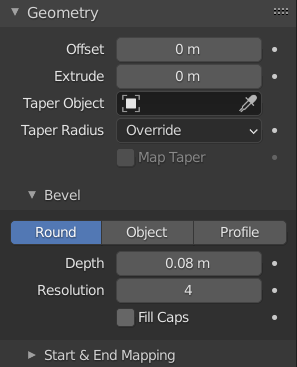 Geometry
Offset 0 m
Extrude 0 m
Taper Object
Taper Radius Override
Map Taper
Bevel
Round Object Profile
Depth 0.08 m
Resolution 4
Fill Caps
Start & End Mapping